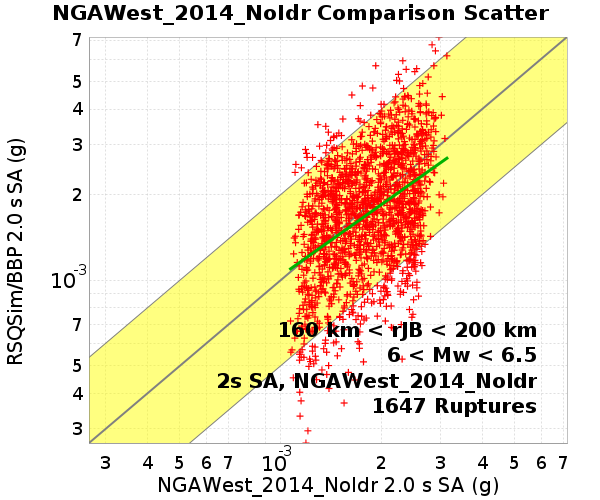 NGAWest_2014_NoIdr Comparison Scatter
RSQSim/BBP 2.0 s SA (g)
7
5
4
3
2
10-3
7
5
4
3
160 km < rJB < 200 km
6 < Mw < 6.5
2s SA, NGAWest_2014_NoIdr
1647 Ruptures
3 4 5 6 7 10-3 2 3 4 5 6 7
NGAWest_2014_NoIdr 2.0 s SA (g)